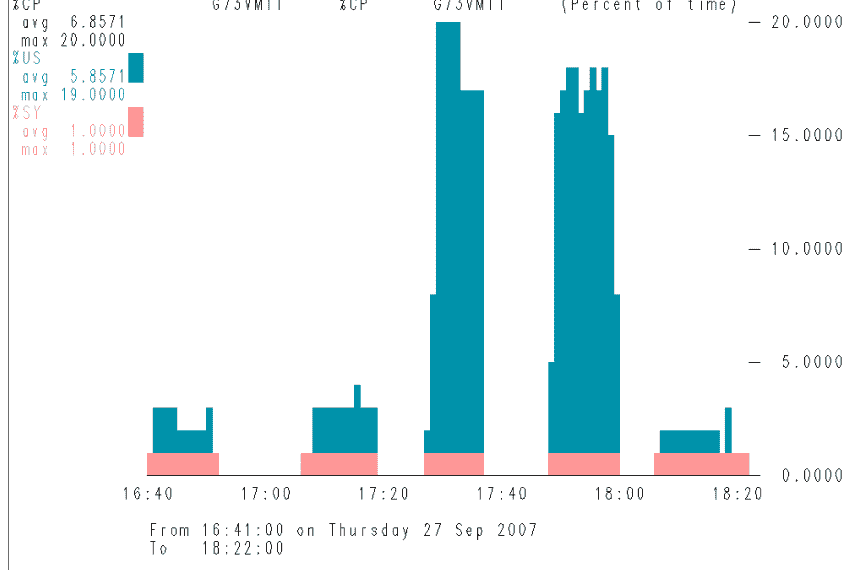 %CP G73VM11 %CP G73VM11 (Percent of time)
avg 6.8571
max 20.0000
%US
avg 5.8571
max 19.0000
%SY
avg 1.0000
max 1.0000
20.0000
15.0000
10.0000
5.0000
0.0000
16:40 17:00 17:20 17:40 18:00 18:20
From 16:41:00 on Thursday 27 Sep 2007
To 18:22:00